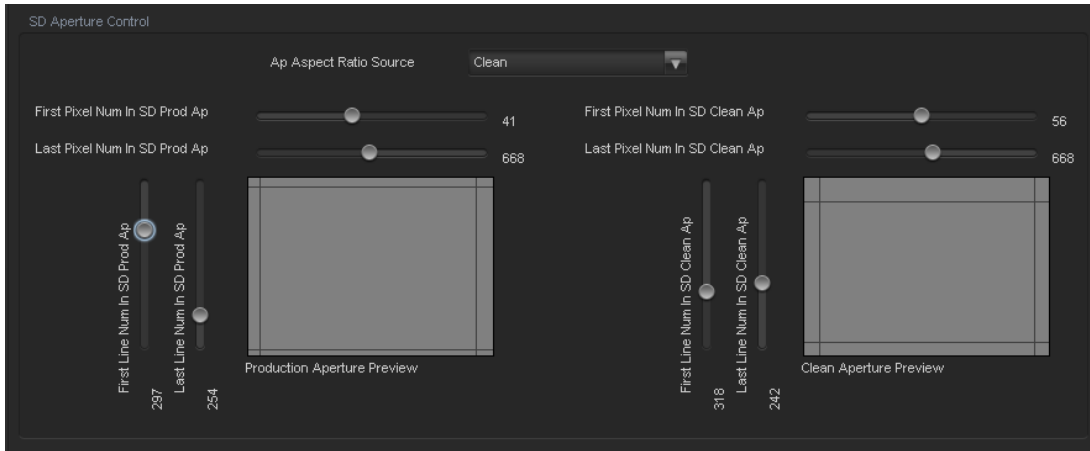 SD Aperture Control
Ap Aspect Ratio Source Clean
First Pixel Num In SD Prod Ap 41
Last Pixel Num In SD Prod Ap 668
First Line Num In SD Prod Ap 297
Last Line Num In SD Prod Ap 254
Production Aperture Preview
First Pixel Num In SD Clean Ap 56
Last Pixel Num In SD Clean Ap 668
First Line Num In SD Clean Ap 318
Last Line Num In SD Clean Ap 242
Clean Aperture Preview